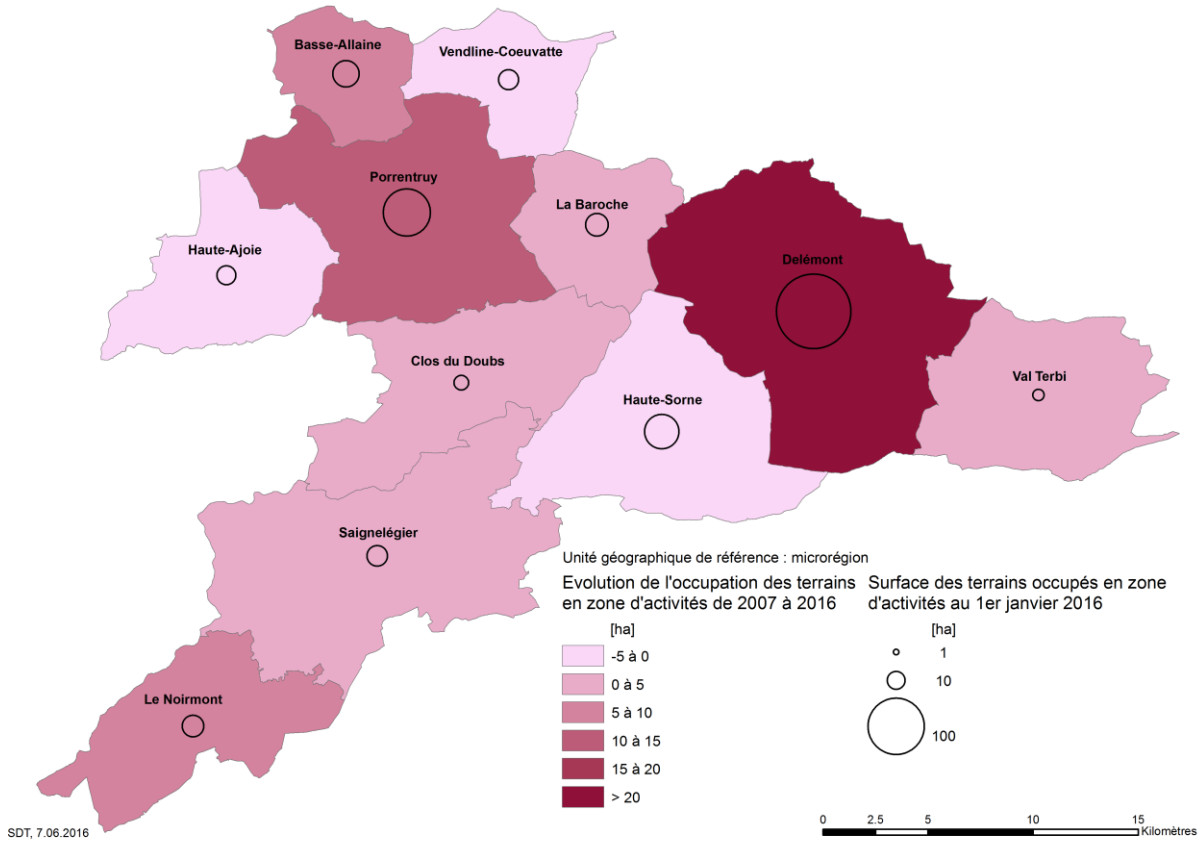 Basse-Allaine
Vendline-Coeuvatte
Porrentruy
La Baroche
Haute-Ajoie
Delémont
Clos du Doubs
Val Terbi
Haute-Sorne
Saignelégier
Le Noirmont
Unité géographique de référence : microrégion
Evolution de l'occupation des terrains
en zone d'activités de 2007 à 2016
[ha]
-5 à 0
0 à 5
5 à 10
10 à 15
15 à 20
> 20
Surface des terrains occupés en zone
d'activités au 1er janvier 2016
[ha]
1
10
100
0 2.5 5 10 15
Kilomètres
SDT, 7.06.2016